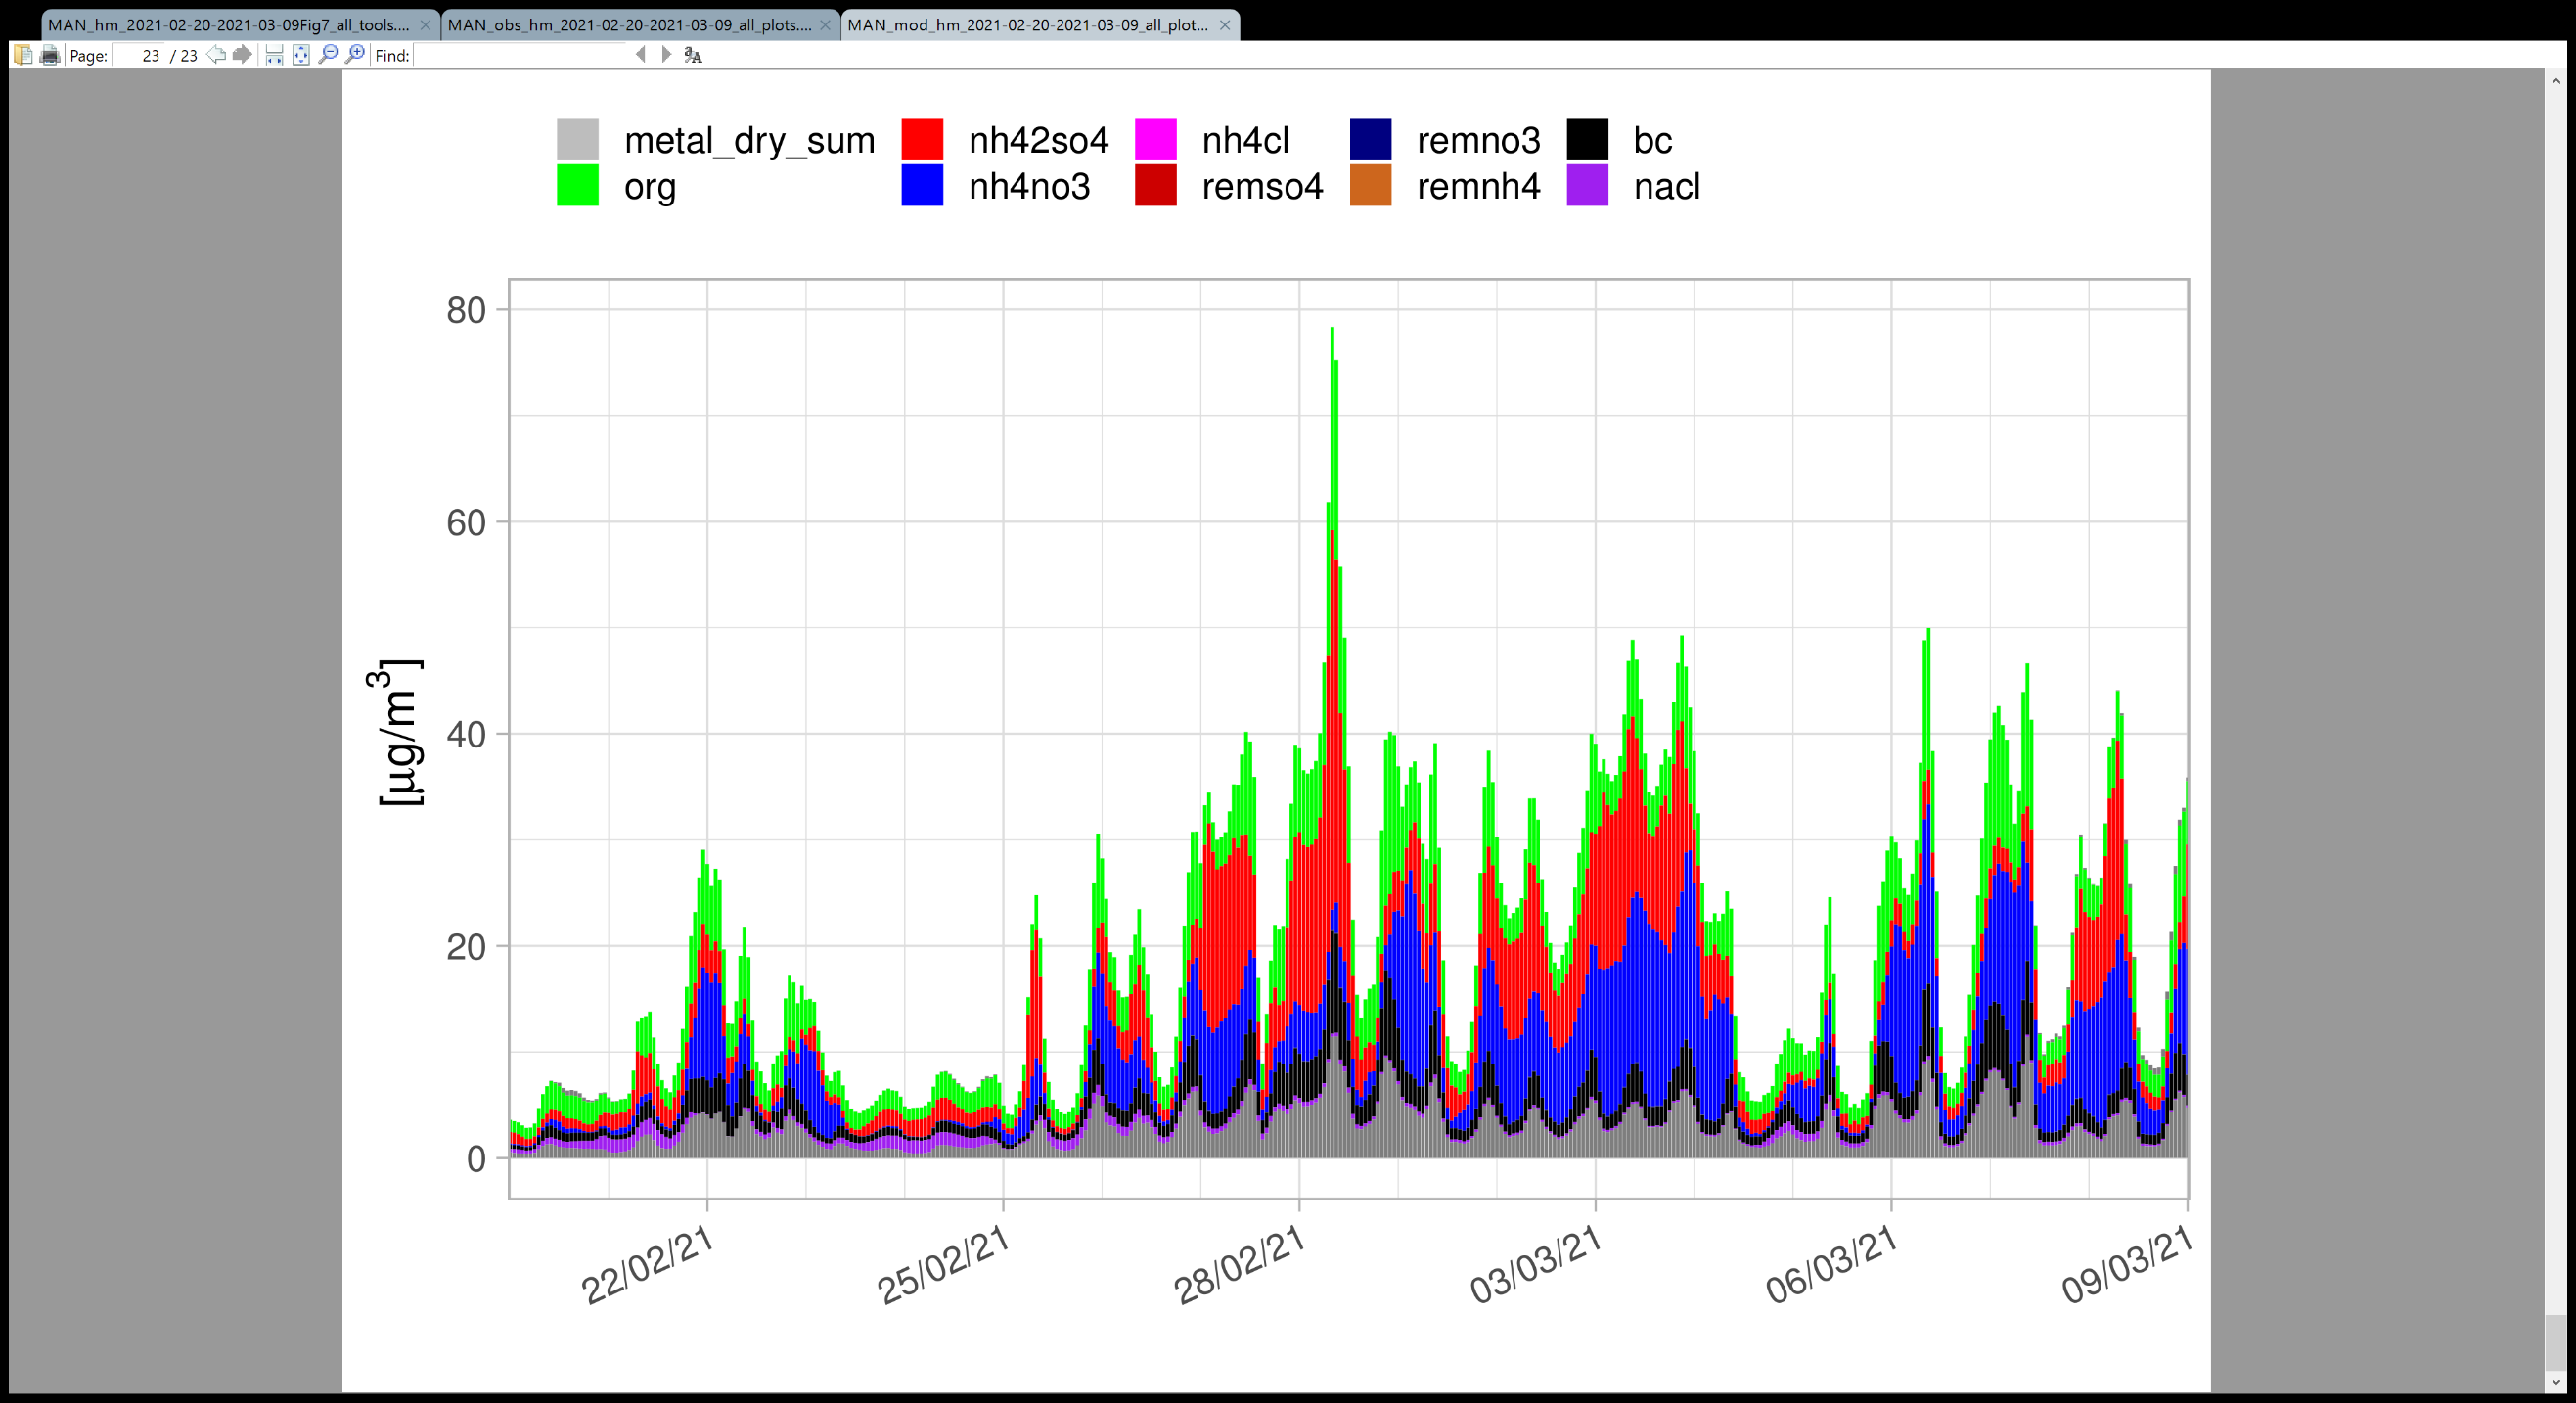 MAN_hm_2021-02-20-2021-03-09Fig7_all_tools.... MAN_obs_hm_2021-02-20-2021-03-09_all_plots.... MAN_mod_hm_2021-02-20-2021-03-09_all_plot...
Page: 23 / 23 Find:
metal_dry_sum nh42so4 nh4cl remno3 bc
org nh4no3 remso4 remnh4 nacl
80
60
40
20
0
[µg/m³]
22/02/21 25/02/21 28/02/21 03/03/21 06/03/21 09/03/21